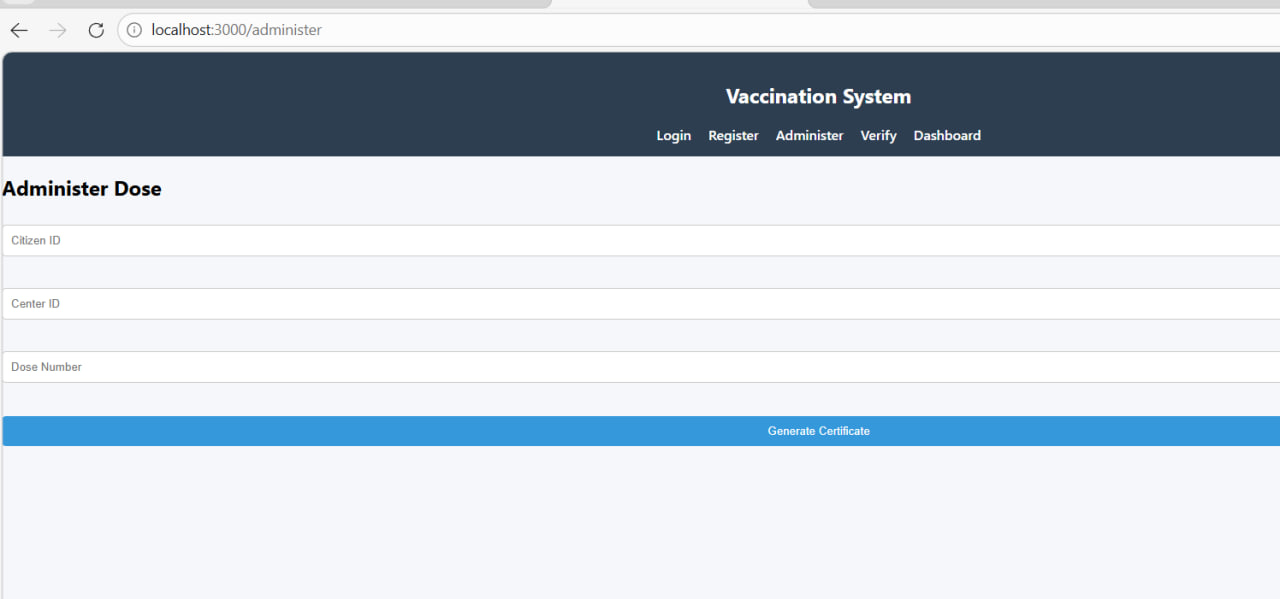 localhost:3000/administer
Vaccination System
Login Register Administer Verify Dashboard
Administer Dose
Citizen ID
Center ID
Dose Number
Generate Certificate